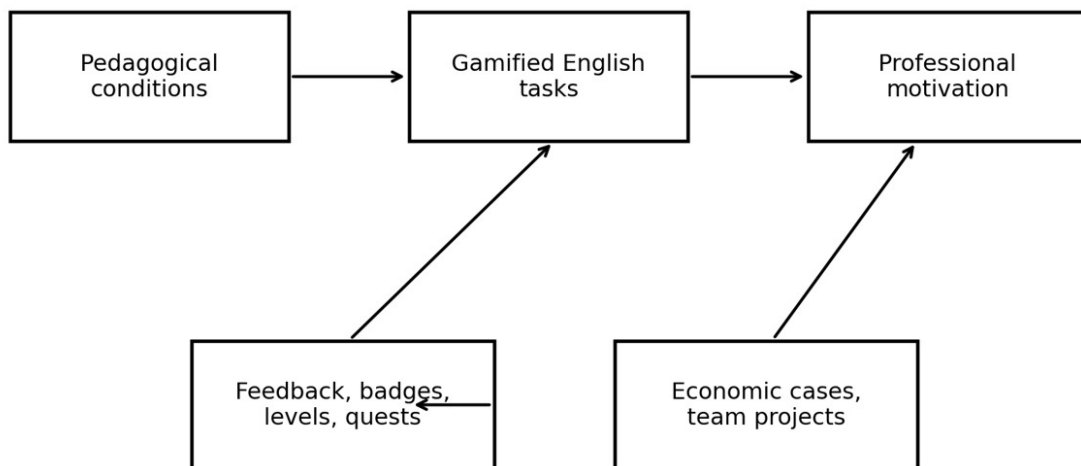 Pedagogical
conditions
Gamified English
tasks
Professional
motivation
Feedback, badges,
levels, quests
Economic cases,
team projects